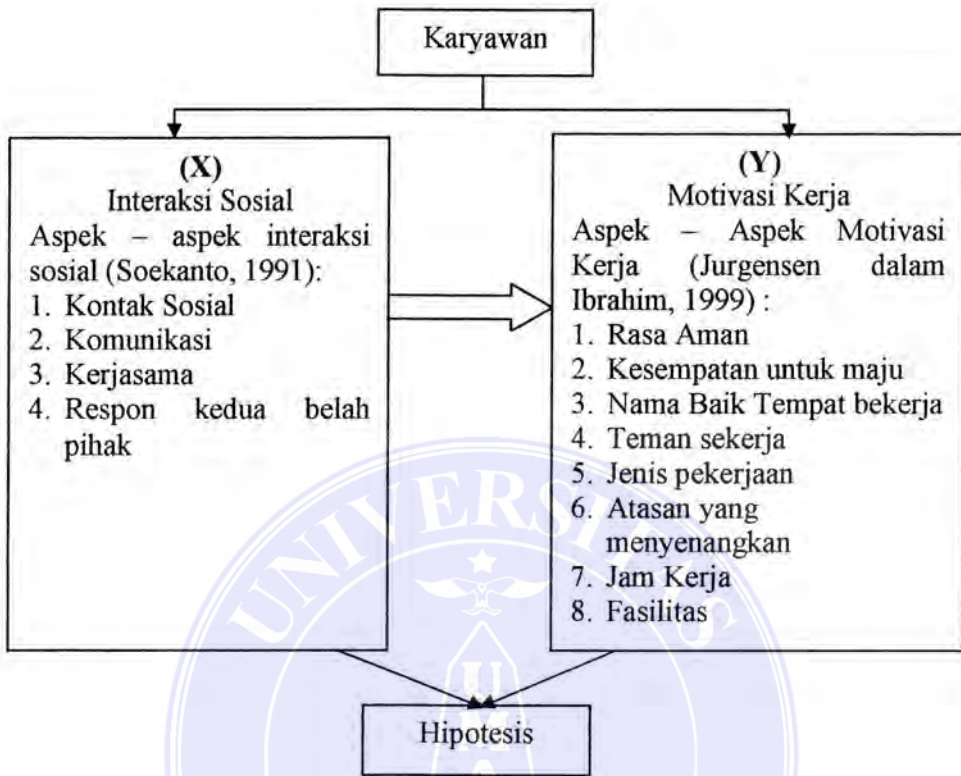 Karyawan
(X)
Interaksi Sosial
Aspek – aspek interaksi
sosial (Soekanto, 1991):
1. Kontak Sosial
2. Komunikasi
3. Kerjasama
4. Respon kedua belah
pihak
(Y)
Motivasi Kerja
Aspek – Aspek Motivasi
Kerja (Jurgensen dalam
Ibrahim, 1999) :
1. Rasa Aman
2. Kesempatan untuk maju
3. Nama Baik Tempat bekerja
4. Teman sekerja
5. Jenis pekerjaan
6. Atasan yang
menyenangkan
7. Jam Kerja
8. Fasilitas
UNIVERSITAS
U
M
Hipotesis